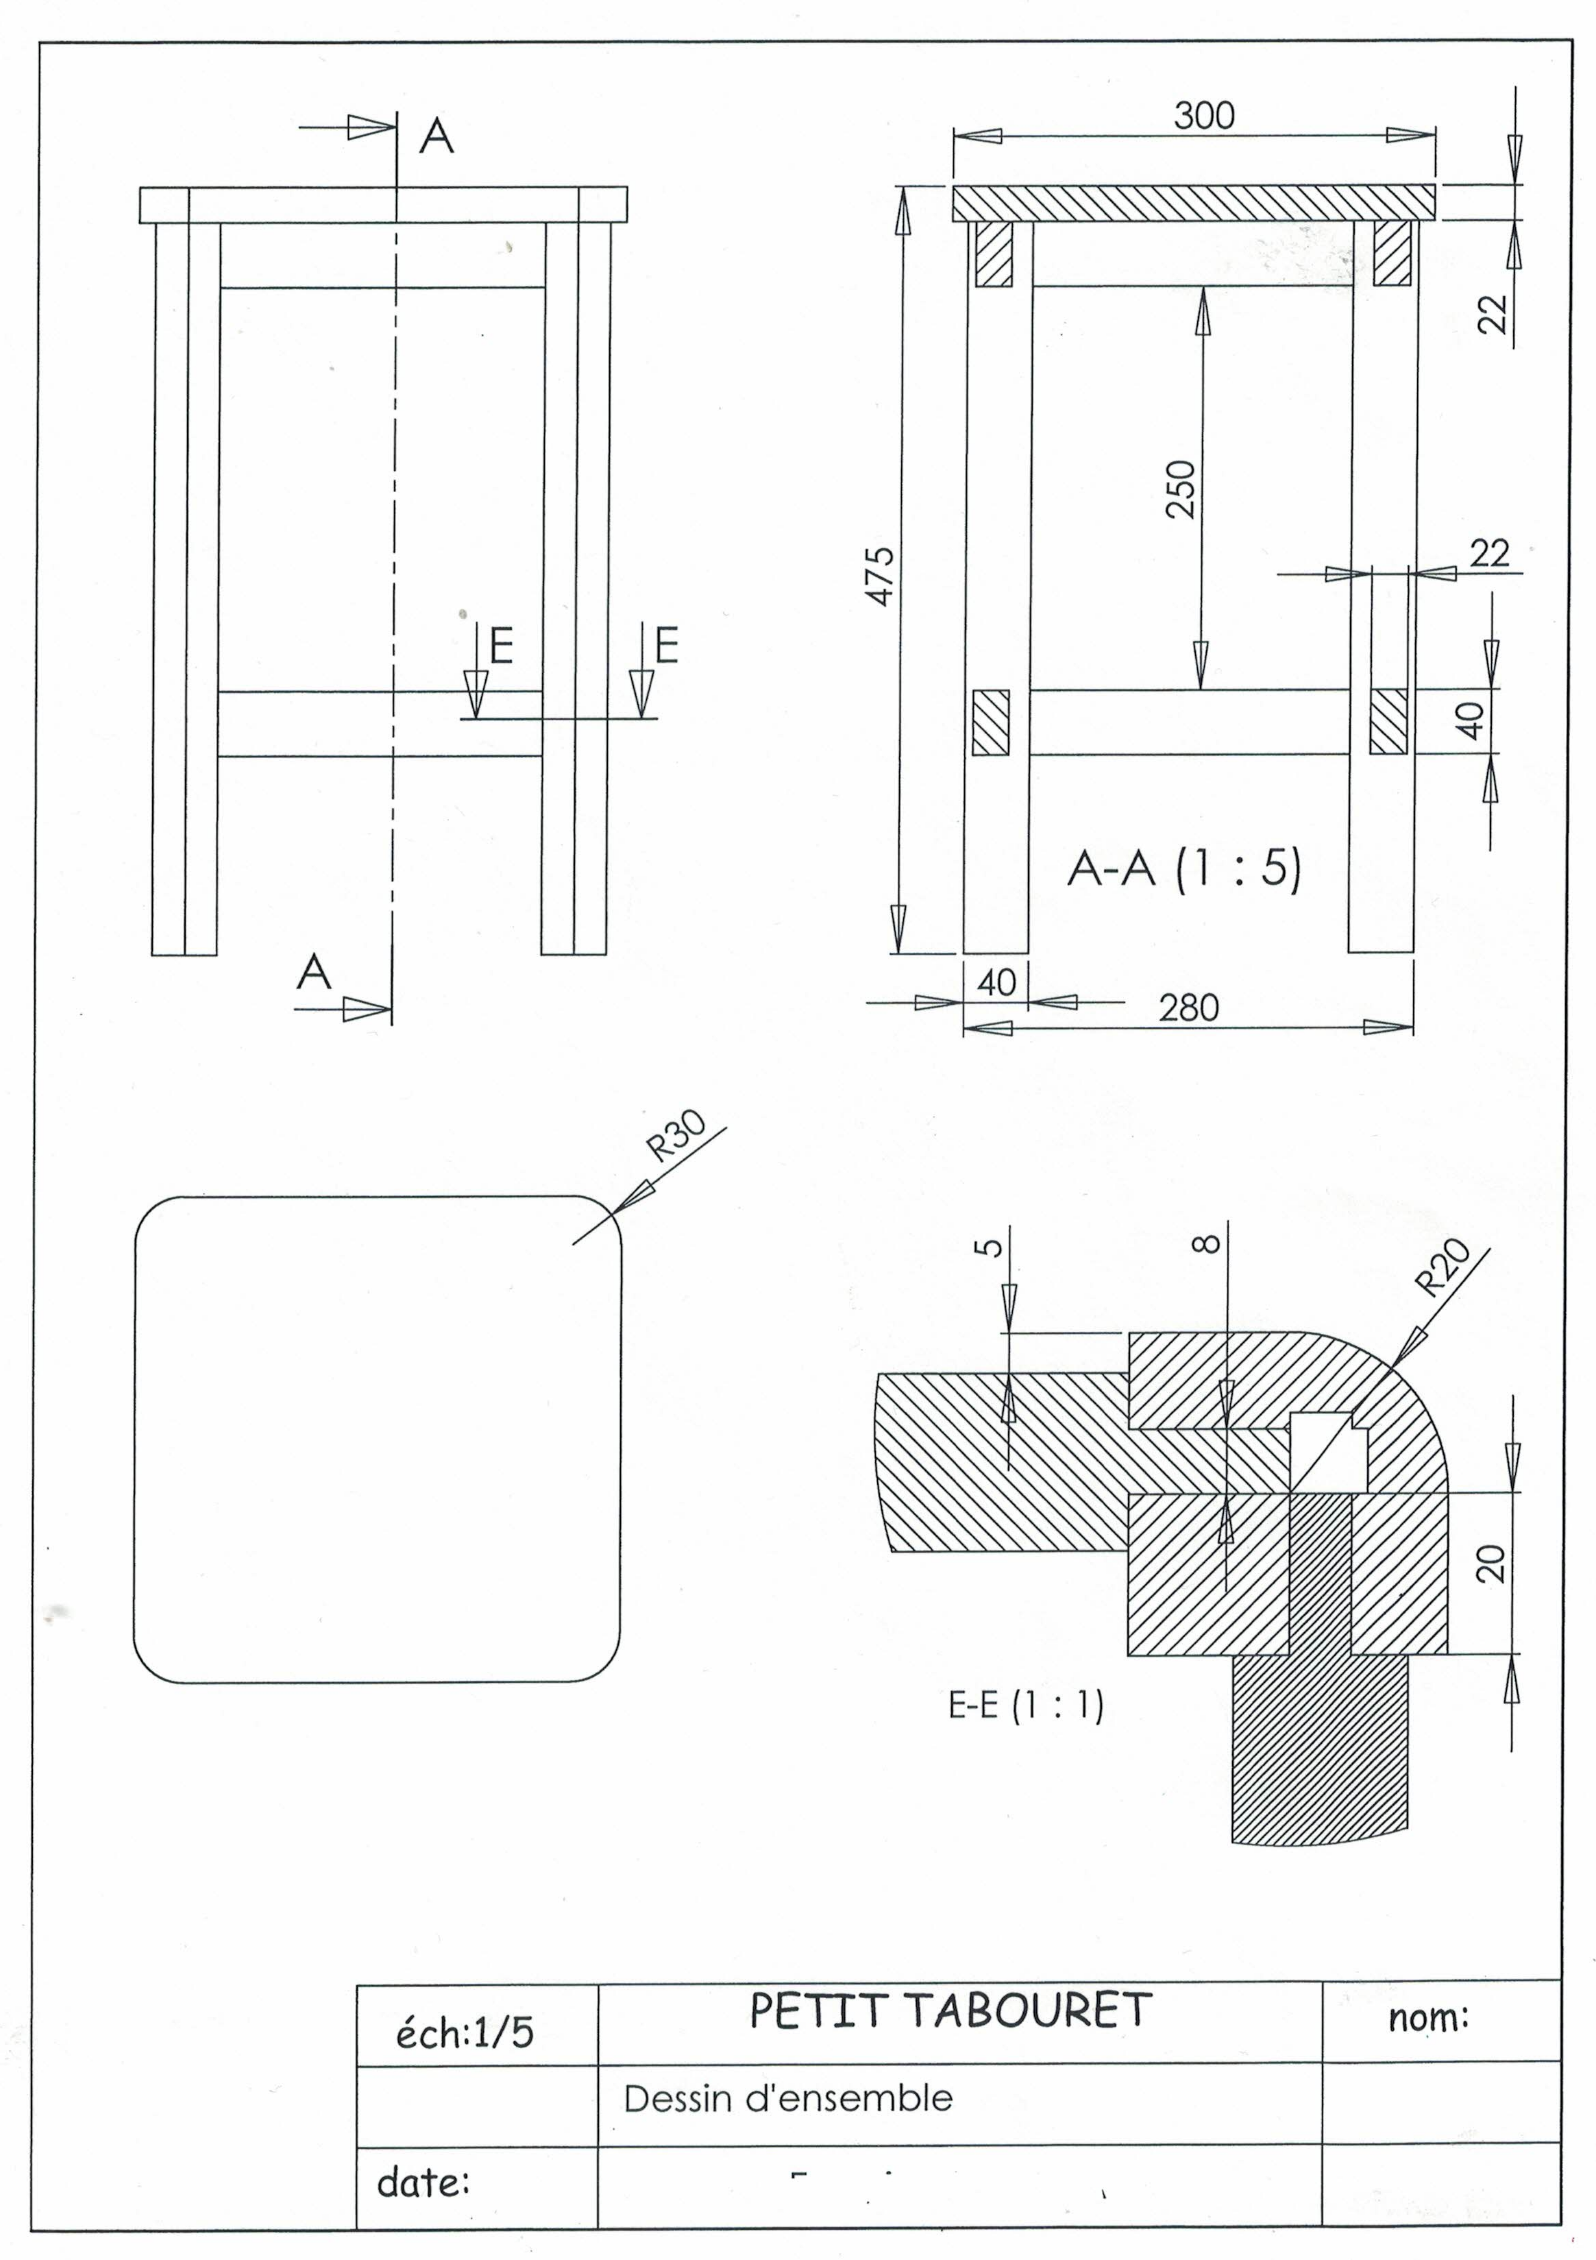 A
300
22
E
E
250
475
22
40
A-A (1 : 5)
A
40
280
R30
5
8
R20
20
E-E (1 : 1)
éch:1/5
PETIT TABOURET
nom:
Dessin d'ensemble
date: